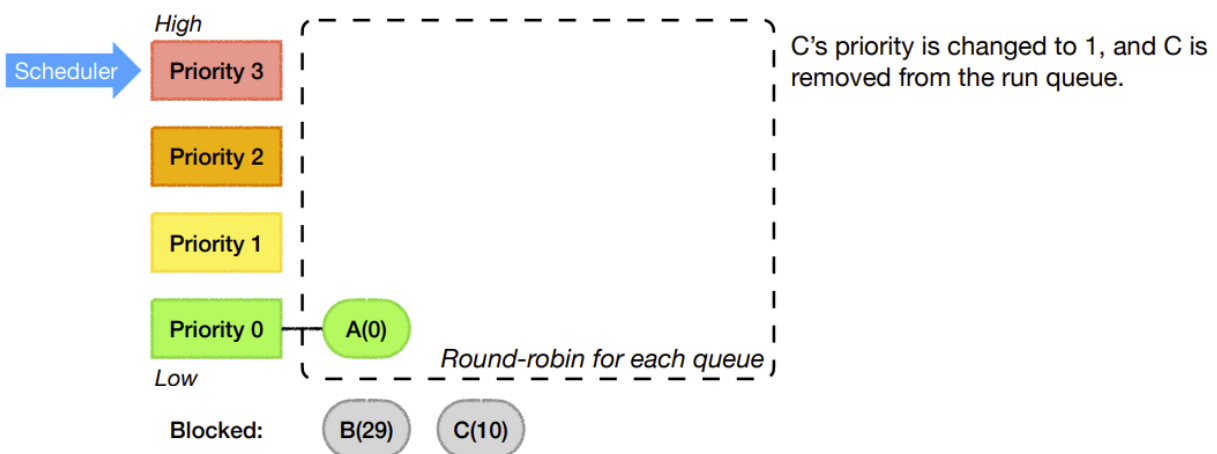 High
Scheduler
Priority 3
C's priority is changed to 1, and C is
removed from the run queue.
Priority 2
Priority 1
Priority 0
A(0)
Round-robin for each queue
Low
Blocked:
B(29)
C(10)